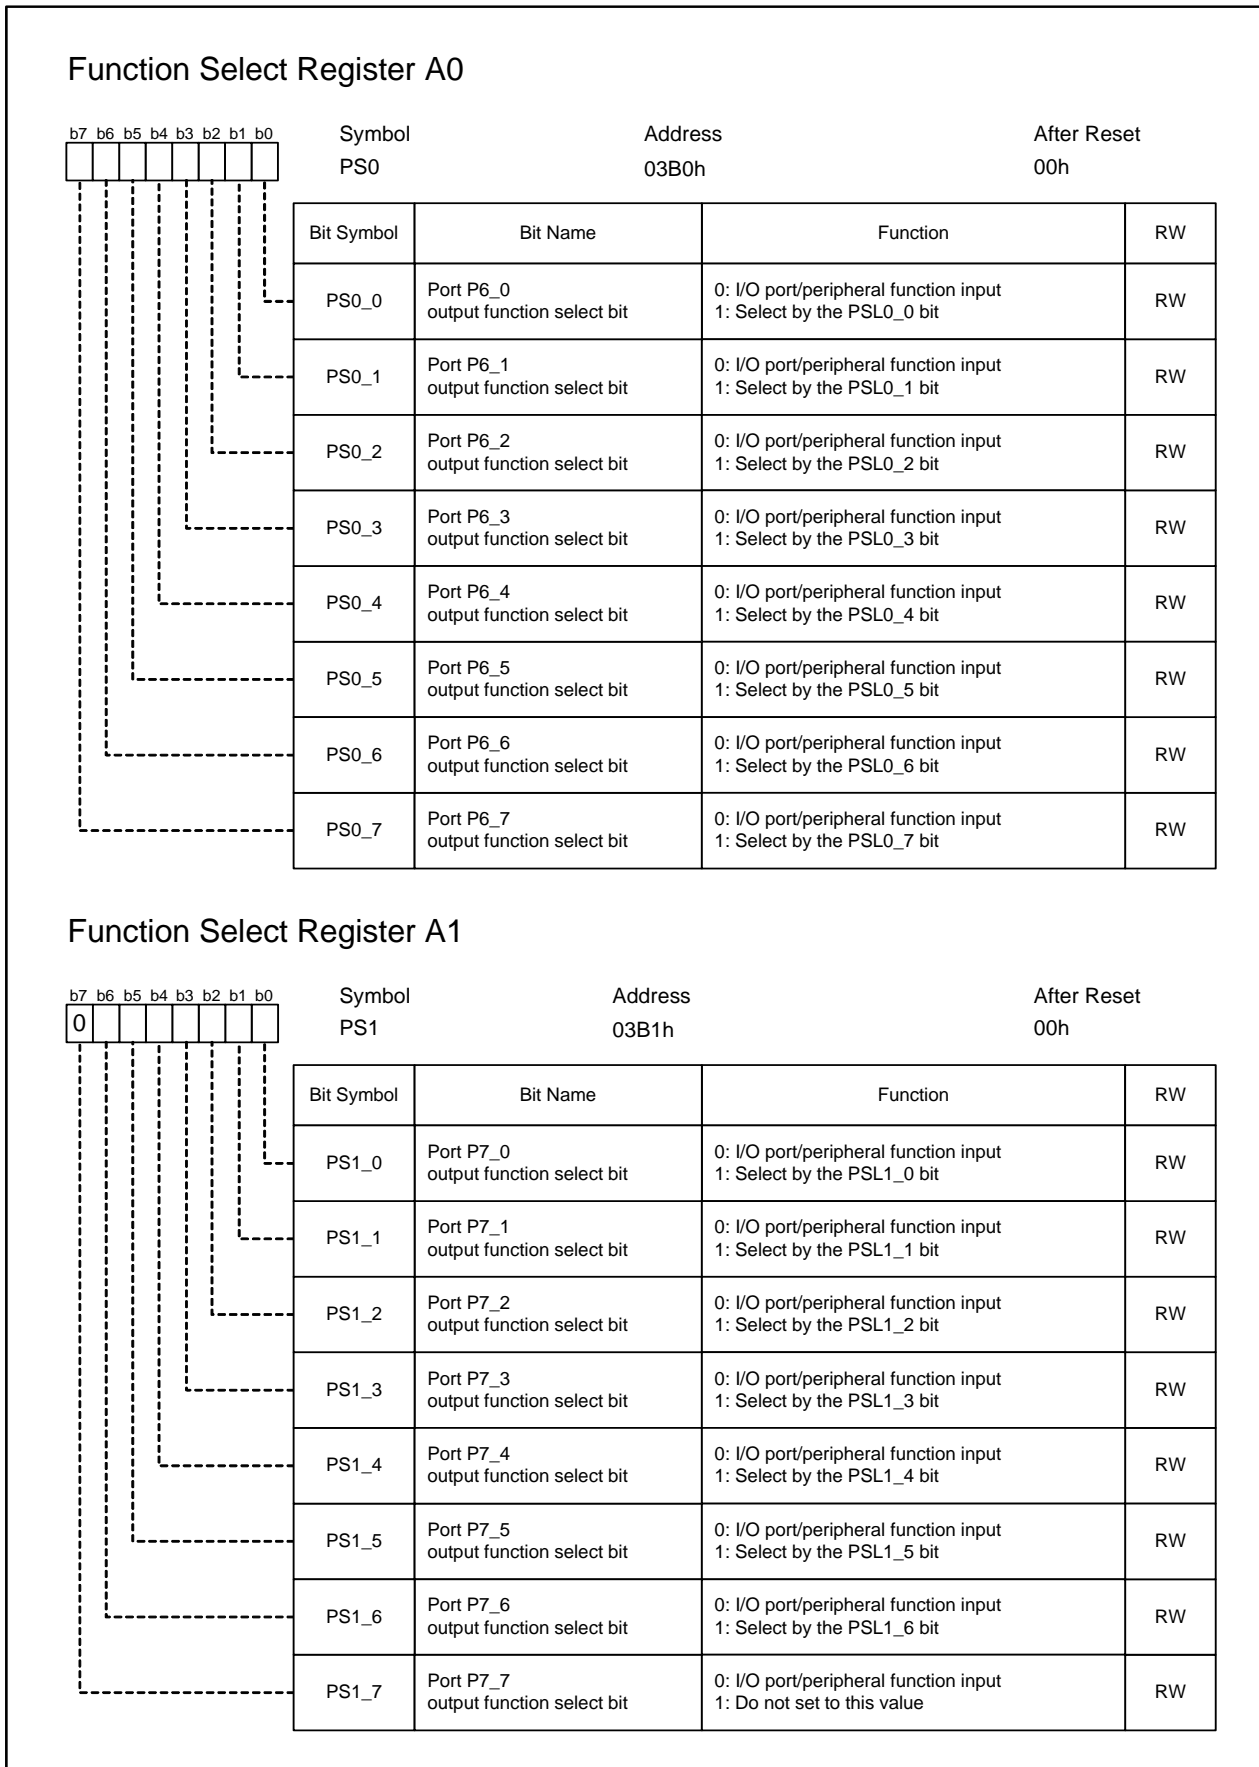 Function Select Register A0
b7 b6 b5 b4 b3 b2 b1 b0
Symbol Address After Reset
PS0 03B0h 00h
Bit Symbol Bit Name Function RW
PS0_0 Port P6_0 0: I/O port/peripheral function input RW
output function select bit 1: Select by the PSL0_0 bit
PS0_1 Port P6_1 0: I/O port/peripheral function input RW
output function select bit 1: Select by the PSL0_1 bit
PS0_2 Port P6_2 0: I/O port/peripheral function input RW
output function select bit 1: Select by the PSL0_2 bit
PS0_3 Port P6_3 0: I/O port/peripheral function input RW
output function select bit 1: Select by the PSL0_3 bit
PS0_4 Port P6_4 0: I/O port/peripheral function input RW
output function select bit 1: Select by the PSL0_4 bit
PS0_5 Port P6_5 0: I/O port/peripheral function input RW
output function select bit 1: Select by the PSL0_5 bit
PS0_6 Port P6_6 0: I/O port/peripheral function input RW
output function select bit 1: Select by the PSL0_6 bit
PS0_7 Port P6_7 0: I/O port/peripheral function input RW
output function select bit 1: Select by the PSL0_7 bit
Function Select Register A1
b7 b6 b5 b4 b3 b2 b1 b0
0
Symbol Address After Reset
PS1 03B1h 00h
Bit Symbol Bit Name Function RW
PS1_0 Port P7_0 0: I/O port/peripheral function input RW
output function select bit 1: Select by the PSL1_0 bit
PS1_1 Port P7_1 0: I/O port/peripheral function input RW
output function select bit 1: Select by the PSL1_1 bit
PS1_2 Port P7_2 0: I/O port/peripheral function input RW
output function select bit 1: Select by the PSL1_2 bit
PS1_3 Port P7_3 0: I/O port/peripheral function input RW
output function select bit 1: Select by the PSL1_3 bit
PS1_4 Port P7_4 0: I/O port/peripheral function input RW
output function select bit 1: Select by the PSL1_4 bit
PS1_5 Port P7_5 0: I/O port/peripheral function input RW
output function select bit 1: Select by the PSL1_5 bit
PS1_6 Port P7_6 0: I/O port/peripheral function input RW
output function select bit 1: Select by the PSL1_6 bit
PS1_7 Port P7_7 0: I/O port/peripheral function input RW
output function select bit 1: Do not set to this value